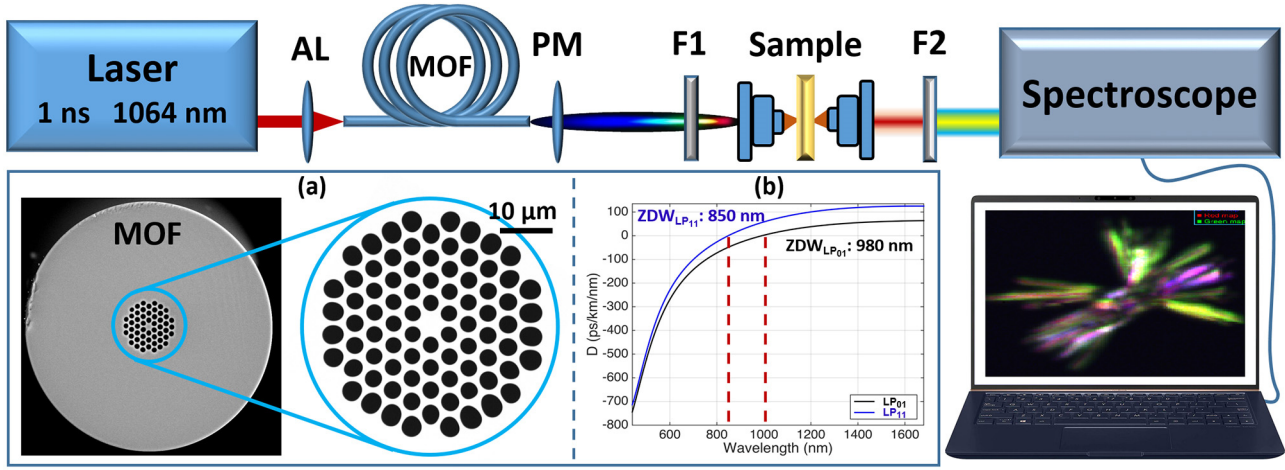 AL
MOF
PM
F1
Sample
F2
Laser
1 ns 1064 nm
Spectroscope
(a)
MOF
10 μm
(b)
ZDW_LP₁₁: 850 nm
ZDW_LP₀₁: 980 nm
100
0
-100
-200
-300
-400
-500
-600
-700
-800
D (ps/km/nm)
600
800
1000
1200
1400
1600
Wavelength (nm)
LP₀₁
LP₁₁
Red map
Green map